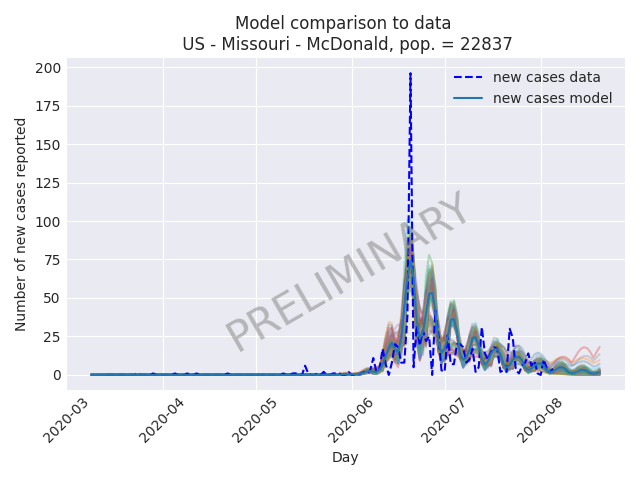 Model comparison to data
US - Missouri - McDonald, pop. = 22837
new cases data
new cases model
Number of new cases reported
200
175
150
125
100
75
50
25
0
PRELIMINARY
2020-03
2020-04
2020-05
2020-06
2020-07
2020-08
Day